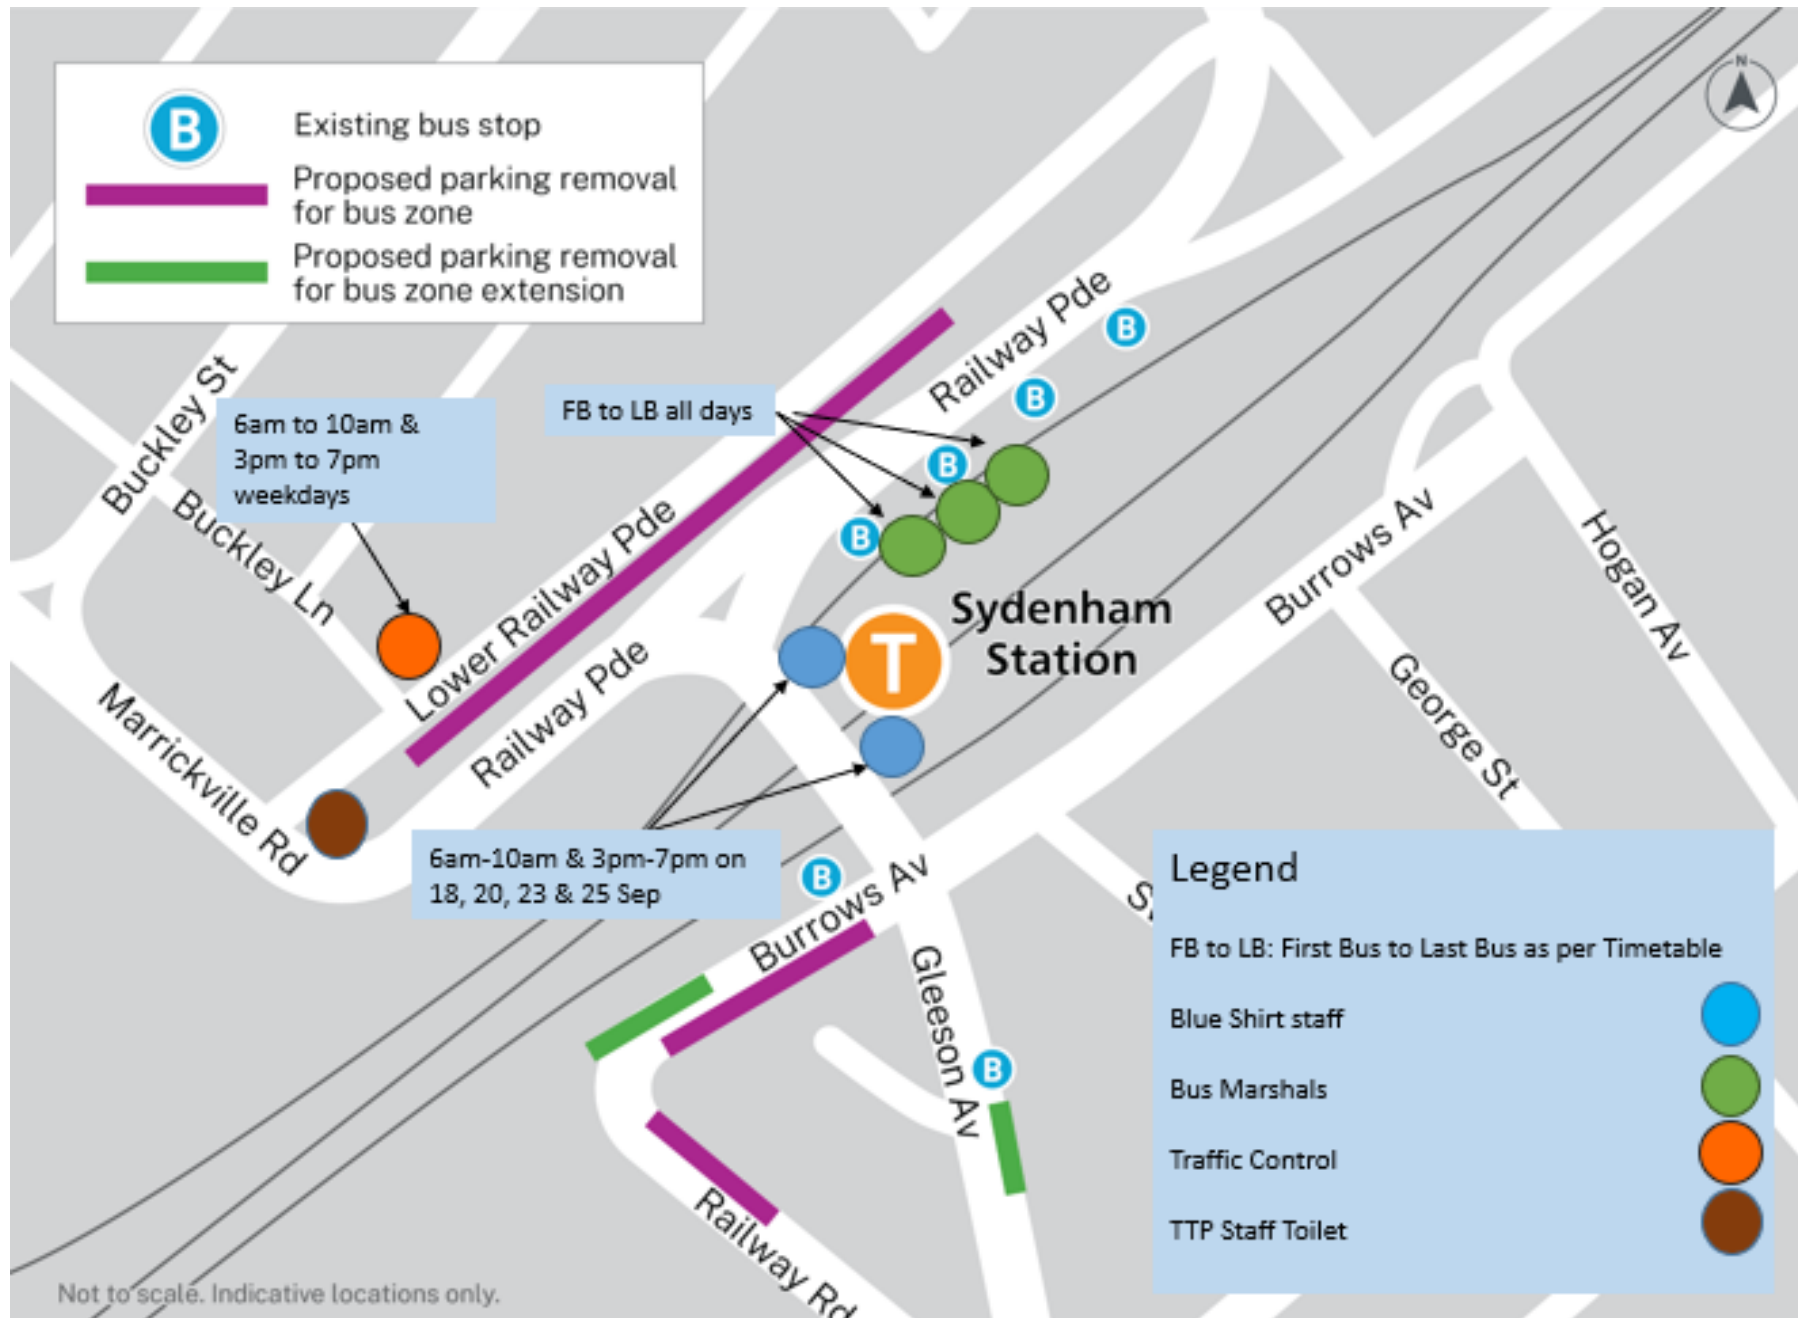 B
Existing bus stop
Proposed parking removal
for bus zone
Proposed parking removal
for bus zone extension
N
Buckley St
6am to 10am &
3pm to 7pm
weekdays
FB to LB all days
Railway Pde
B
B
B
B
Buckley Ln
Lower Railway Pde
Railway Pde
Marrickville Rd
T
Sydenham
Station
Burrows Av
Hogan Av
George St
6am-10am & 3pm-7pm on
18, 20, 23 & 25 Sep
B
Burrows Av
Gleeson Av
B
Railway Rd
Legend
FB to LB: First Bus to Last Bus as per Timetable
Blue Shirt staff
Bus Marshals
Traffic Control
TTP Staff Toilet
Not to scale. Indicative locations only.